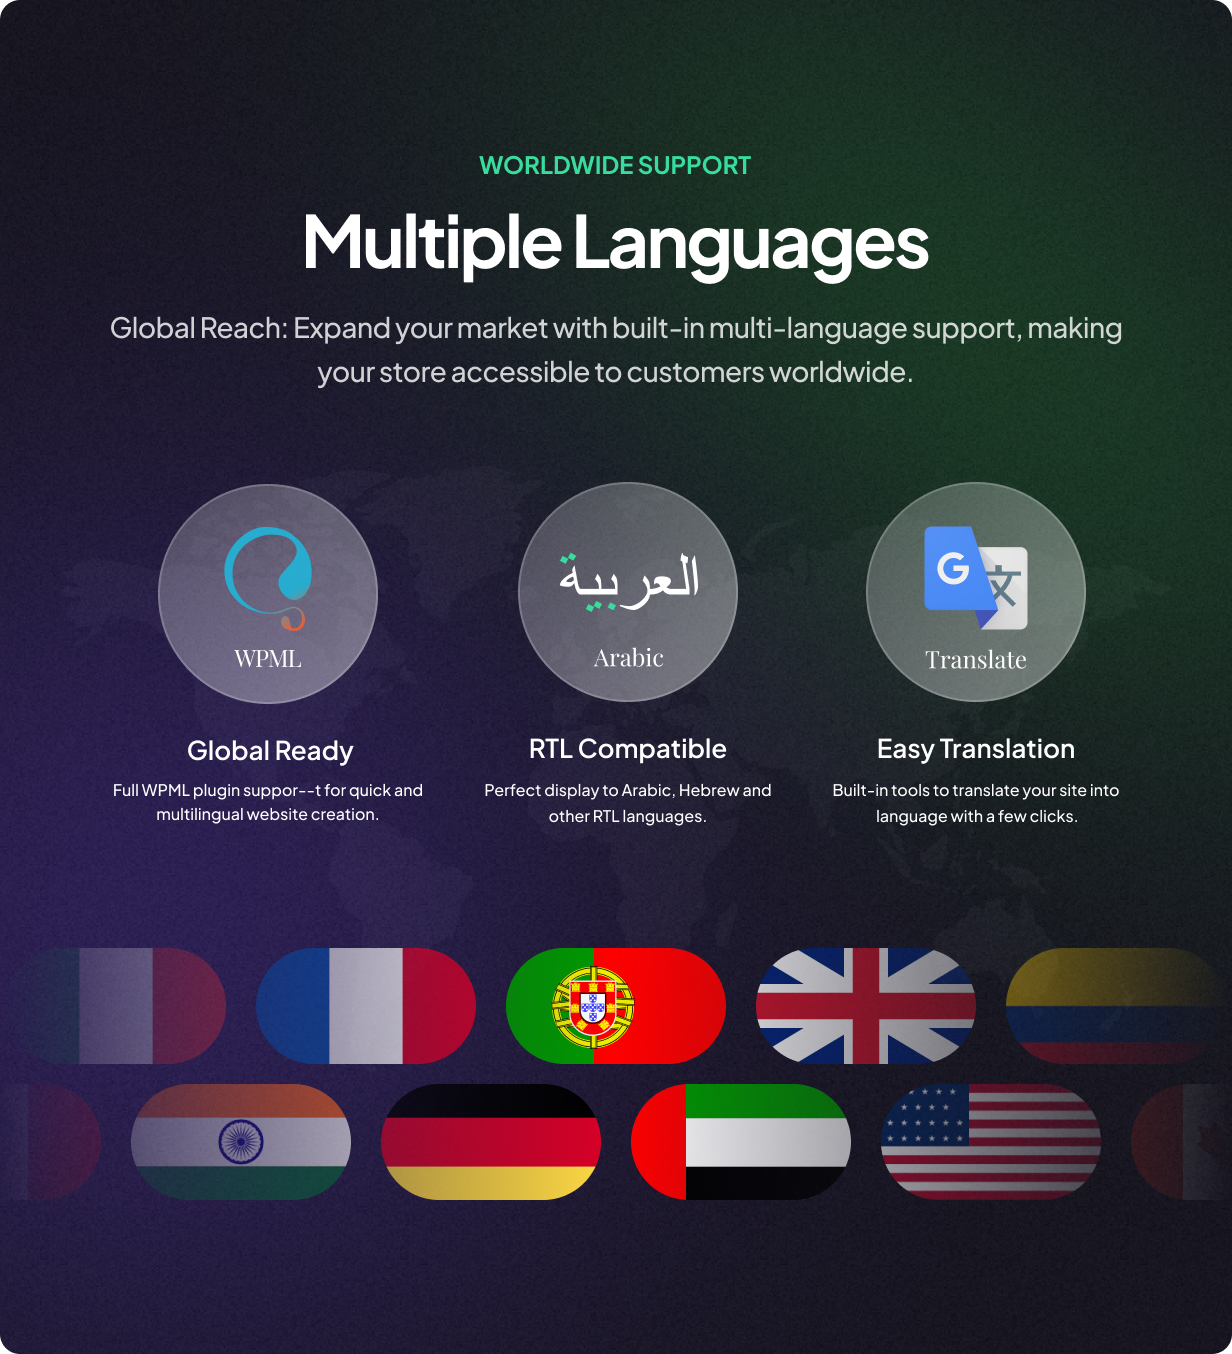 WORLDWIDE SUPPORT
Multiple Languages
Global Reach: Expand your market with built-in multi-language support, making
your store accessible to customers worldwide.
WPML
العربية
Arabic
G 文
Translate
Global Ready
Full WPML plugin suppor--t for quick and
multilingual website creation.
RTL Compatible
Perfect display to Arabic, Hebrew and
other RTL languages.
Easy Translation
Built-in tools to translate your site into
language with a few clicks.